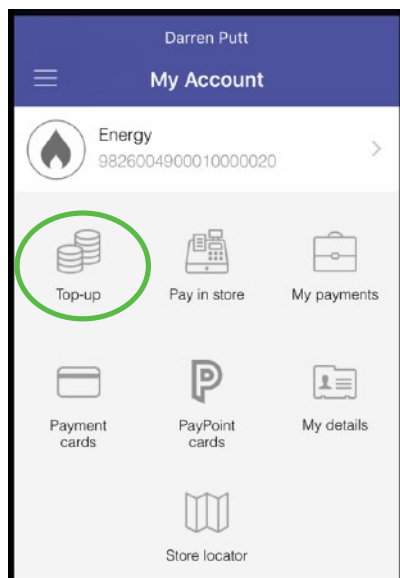 Darren Putt
My Account
Energy
9826004900010000020
Top-up
Pay in store
My payments
Payment
cards
PayPoint
cards
My details
Store locator